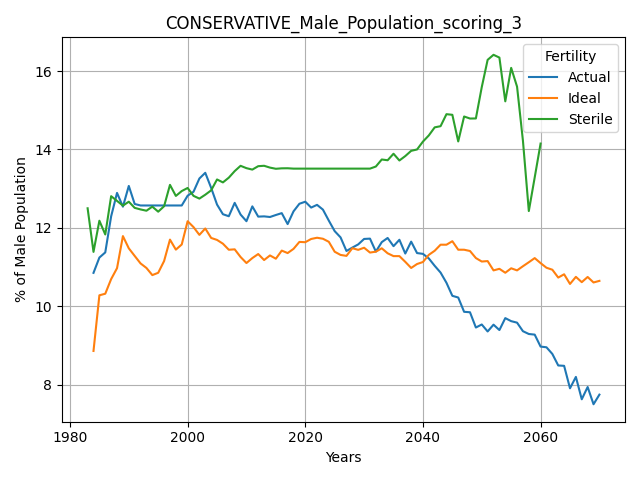 CONSERVATIVE_Male_Population_scoring_3
Fertility
Actual
Ideal
Sterile
% of Male Population
16
14
12
10
8
1980
2000
2020
2040
2060
Years